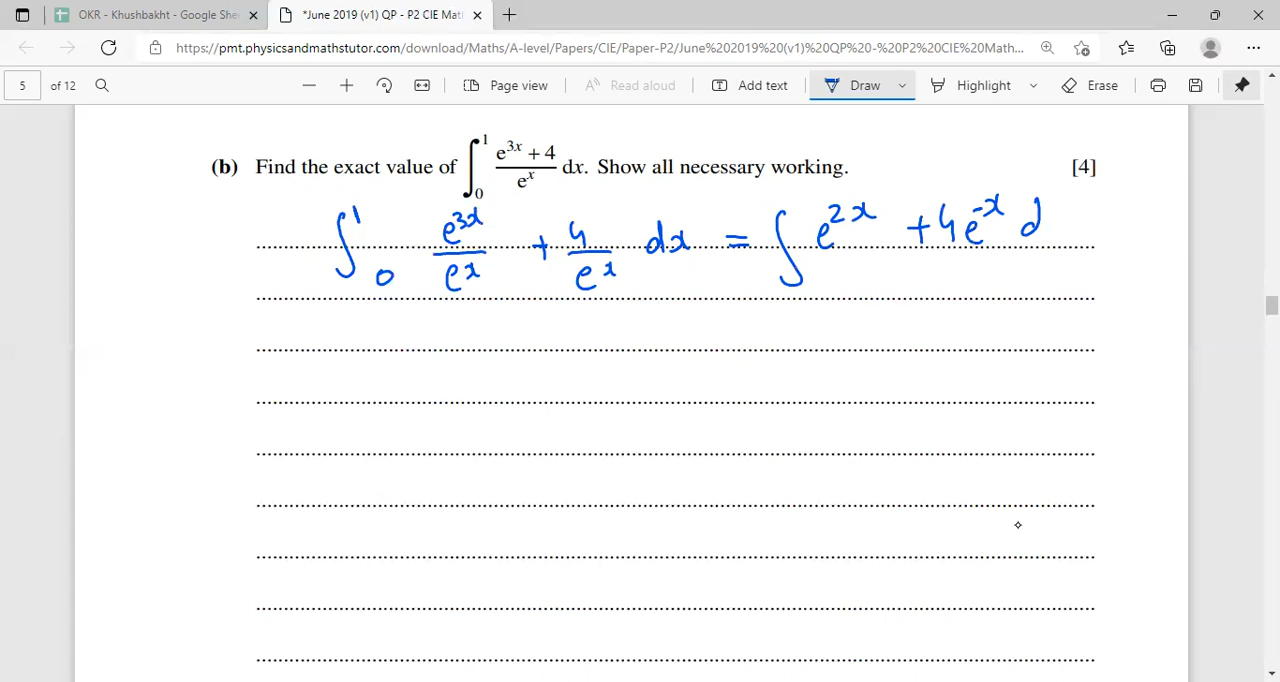 OKR - Khushbakht - Google She
*June 2019 (v1) QP - P2 CIE Mat
https://pmt.physicsandmathstutor.com/download/Maths/A-level/Papers/CIE/Paper-P2/June%202019%20(v1)%20QP%20-%20P2%20CIE%20Math...
5 of 12 Page view Read aloud Add text Draw Highlight Erase
(b) Find the exact value of ∫₀¹ (e^{3x} + 4)/e^x dx. Show all necessary working. [4]
∫₀¹ e^{3x}/e^x + 4/e^x dx = ∫ e^{2x} + 4e^{-x} d